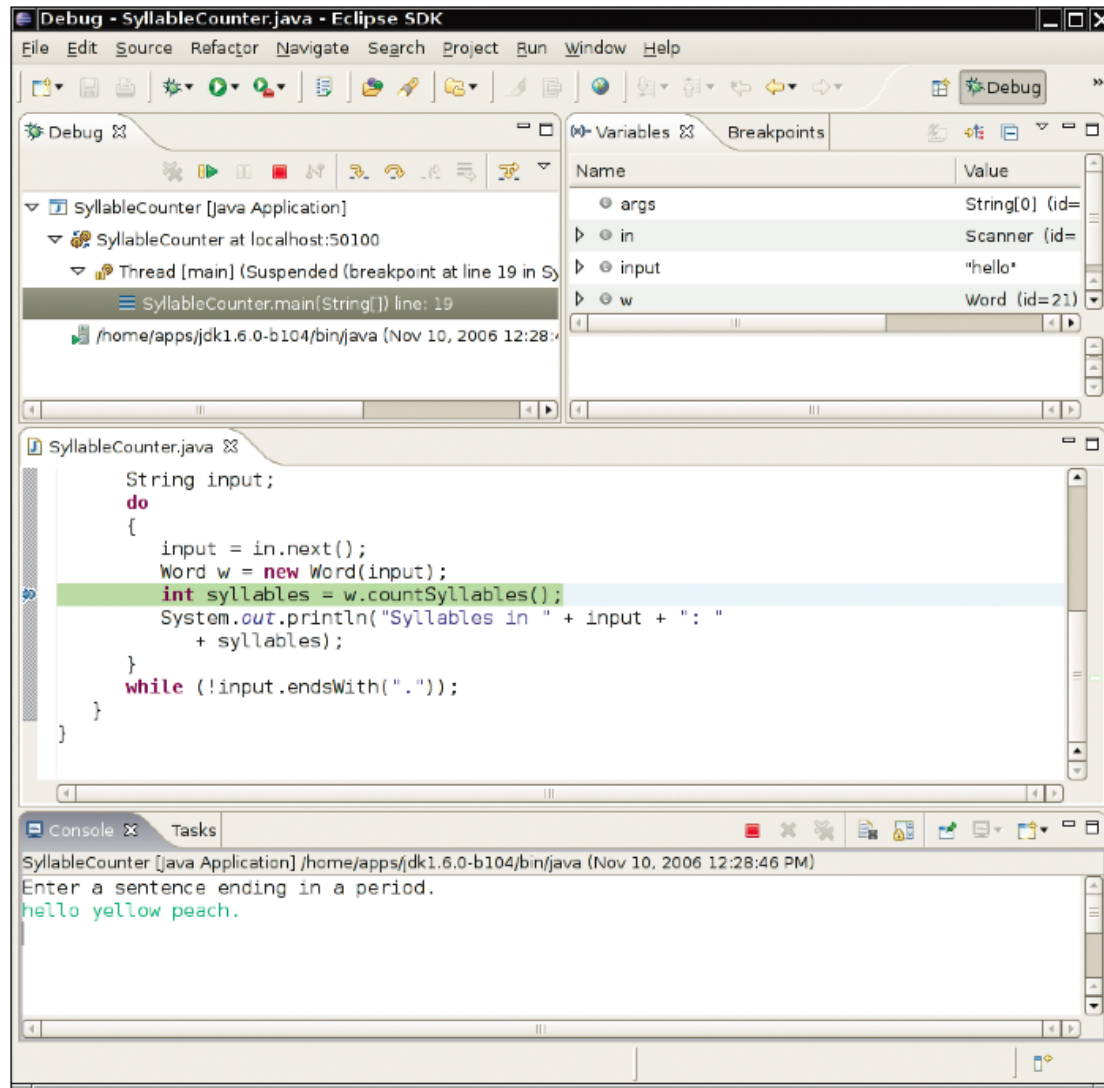 Debug - SyllableCounter.java - Eclipse SDK
File Edit Source Refactor Navigate Search Project Run Window Help
Debug
Debug
Variables Breakpoints
Name Value
SyllableCounter [Java Application]
SyllableCounter at localhost:50100
Thread [main] (Suspended (breakpoint at line 19 in Sy
SyllableCounter.main(String[]) line: 19
/home/apps/jdk1.6.0-b104/bin/java (Nov 10, 2006 12:28:4
args String[0] (id=
in Scanner (id=
input "hello"
w Word (id=21)
SyllableCounter.java
String input;
do
{
input = in.next();
Word w = new Word(input);
int syllables = w.countSyllables();
System.out.println("Syllables in " + input + ": "
+ syllables);
}
while (!input.endsWith("."));
}
}
Console Tasks
SyllableCounter [Java Application] /home/apps/jdk1.6.0-b104/bin/java (Nov 10, 2006 12:28:46 PM)
Enter a sentence ending in a period.
hello yellow peach.